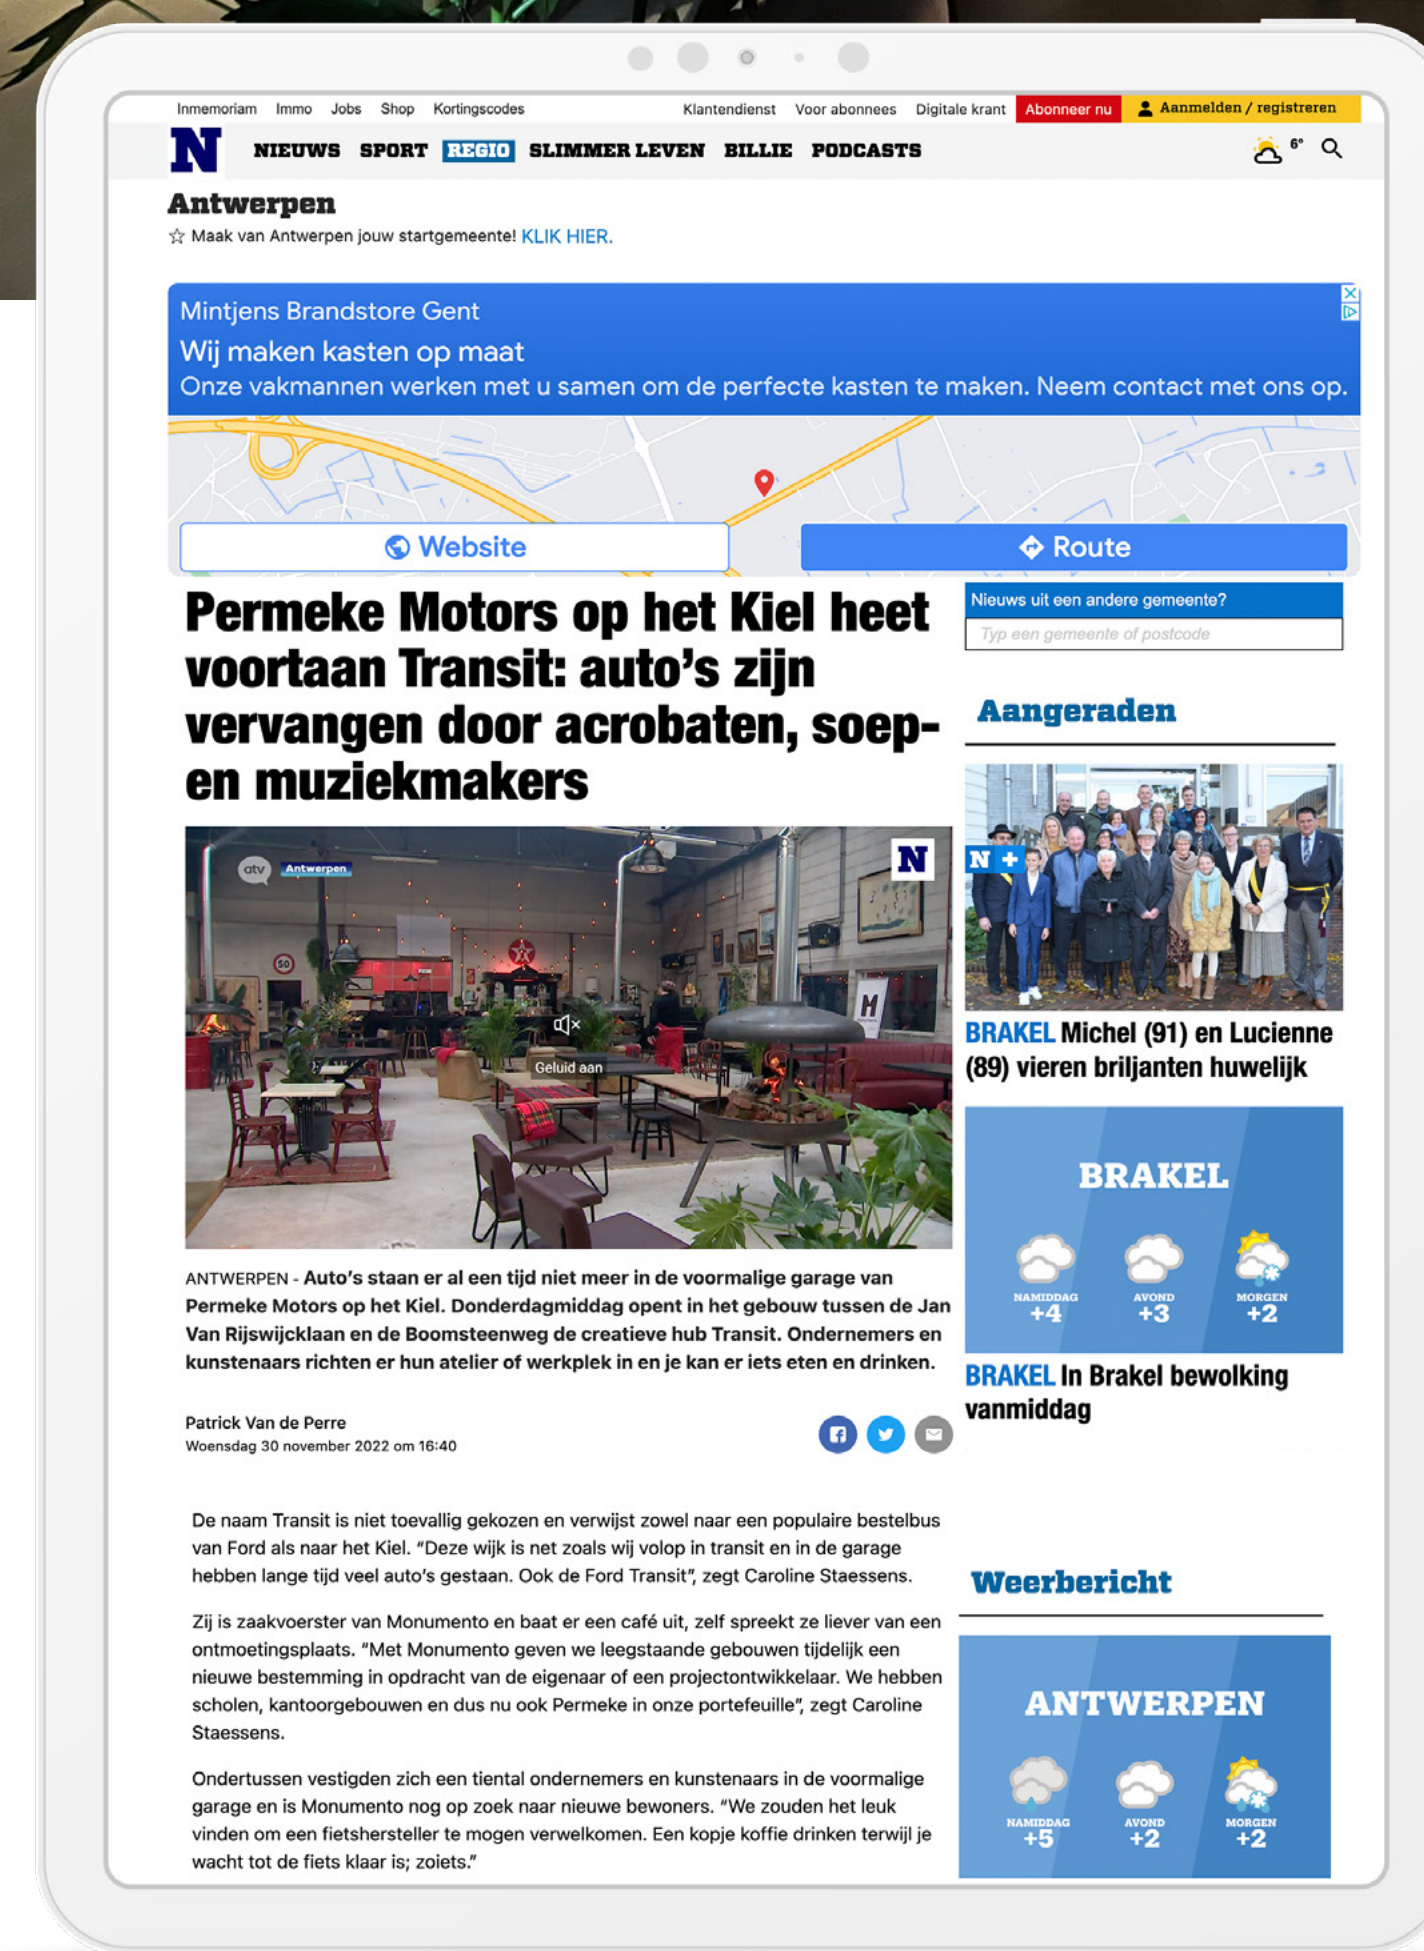 Inmemoriam Immo Jobs Shop Kortingscodes Klantendienst Voor abonnees Digitale krant Abonneer nu Aanmelden / registreren
N NIEUWS SPORT REGIO SLIMMER LEVEN BILLIE PODCASTS 6°
Antwerpen
☆ Maak van Antwerpen jouw startgemeente! KLIK HIER.
Mintjens Brandstore Gent
Wij maken kasten op maat
Onze vakmannen werken met u samen om de perfecte kasten te maken. Neem contact met ons op.
Website
Route
Permeke Motors op het Kiel heet
voortaan Transit: auto’s zijn
vervangen door acrobaten, soep-
en muziekmakers
atv Antwerpen
N
50
M
Geluid aan
ANTWERPEN - Auto’s staan er al een tijd niet meer in de voormalige garage van
Permeke Motors op het Kiel. Donderdagmiddag opent in het gebouw tussen de Jan
Van Rijswijcklaan en de Boomsteenweg de creatieve hub Transit. Ondernemers en
kunstenaars richten er hun atelier of werkplek in en je kan er iets eten en drinken.
Patrick Van de Perre
Woensdag 30 november 2022 om 16:40
De naam Transit is niet toevallig gekozen en verwijst zowel naar een populaire bestelbus
van Ford als naar het Kiel. “Deze wijk is net zoals wij volop in transit en in de garage
hebben lange tijd veel auto’s gestaan. Ook de Ford Transit”, zegt Caroline Staessens.
Zij is zaakvoerster van Monumento en baat er een café uit, zelf spreekt ze liever van een
ontmoetingsplaats. “Met Monumento geven we leegstaande gebouwen tijdelijk een
nieuwe bestemming in opdracht van de eigenaar of een projectontwikkelaar. We hebben
scholen, kantoorgebouwen en dus nu ook Permeke in onze portefeuille”, zegt Caroline
Staessens.
Ondertussen vestigden zich een tiental ondernemers en kunstenaars in de voormalige
garage en is Monumento nog op zoek naar nieuwe bewoners. “We zouden het leuk
vinden om een fietshersteller te mogen verwelkomen. Een kopje koffie drinken terwijl je
wacht tot de fiets klaar is; zoiets.”
Nieuws uit een andere gemeente?
Typ een gemeente of postcode
Aangeraden
N +
BRAKEL Michel (91) en Lucienne
(89) vieren briljanten huwelijk
BRAKEL
NAMIDDAG AVOND MORGEN
+4 +3 +2
BRAKEL In Brakel bewolking
vanmiddag
Weerbericht
ANTWERPEN
NAMIDDAG AVOND MORGEN
+5 +2 +2